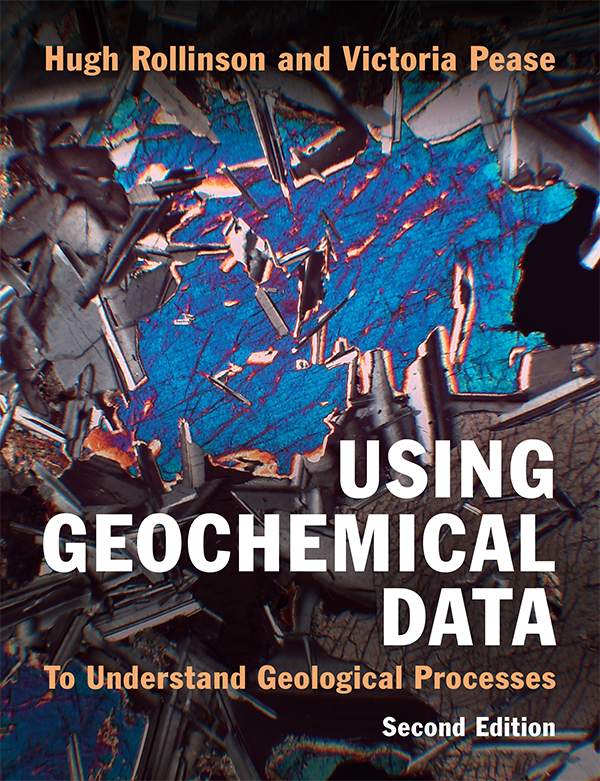 Hugh Rollinson and Victoria Pease
USING
GEOCHEMICAL
DATA
To Understand Geological Processes
Second Edition